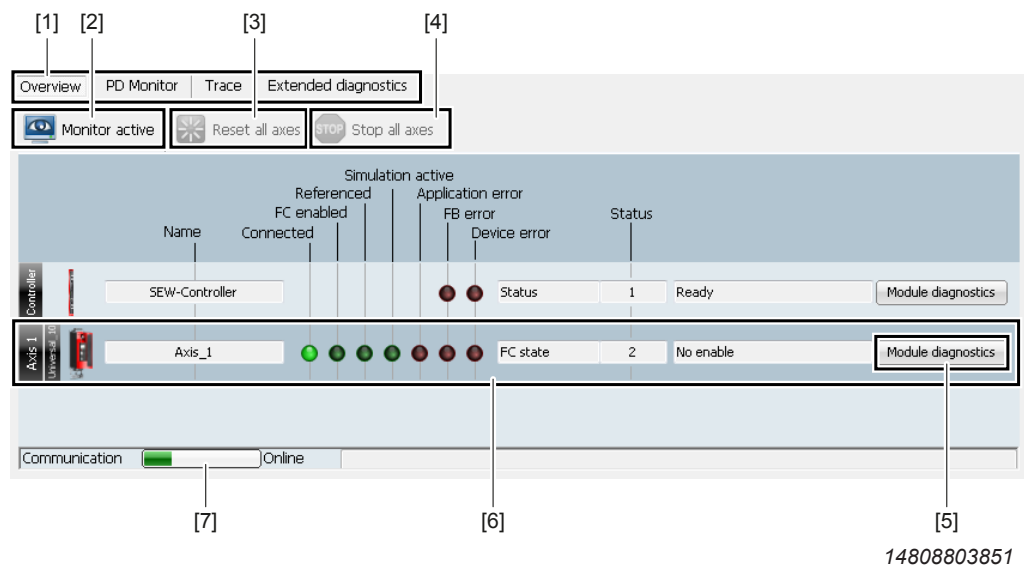 [1] [2] [3] [4]
Overview PD Monitor Trace Extended diagnostics
Monitor active Reset all axes STOP Stop all axes
Simulation active
Referenced Application error
FC enabled FB error Status
Name Connected Device error
Controller SEW-Controller Status 1 Ready Module diagnostics
Axis 1 Universal_10 Axis_1 FC state 2 No enable Module diagnostics
Communication Online
[7] [6] [5]
14808803851